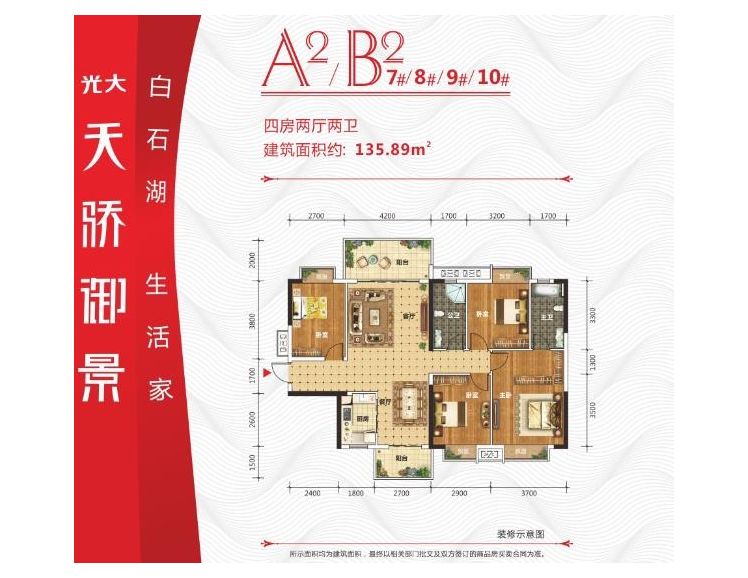 光大
天骄御景
白石湖 生活家
A2/B2 7#/8#/9#/10#
四房两厅两卫
建筑面积约: 135.89m²
2700 4200 1700 3200 1700
2000
3800
1700
2600
1500
3300
1300
3500
阳台
客厅
卧室
公卫
卧室
主卫
餐厅
厨房
卧室
主卧
阳台
2400 1800 2700 2900 3700
装修示意图
所示面积均为建筑面积，最终以相关部门批文及双方签订的商品房买卖合同为准。